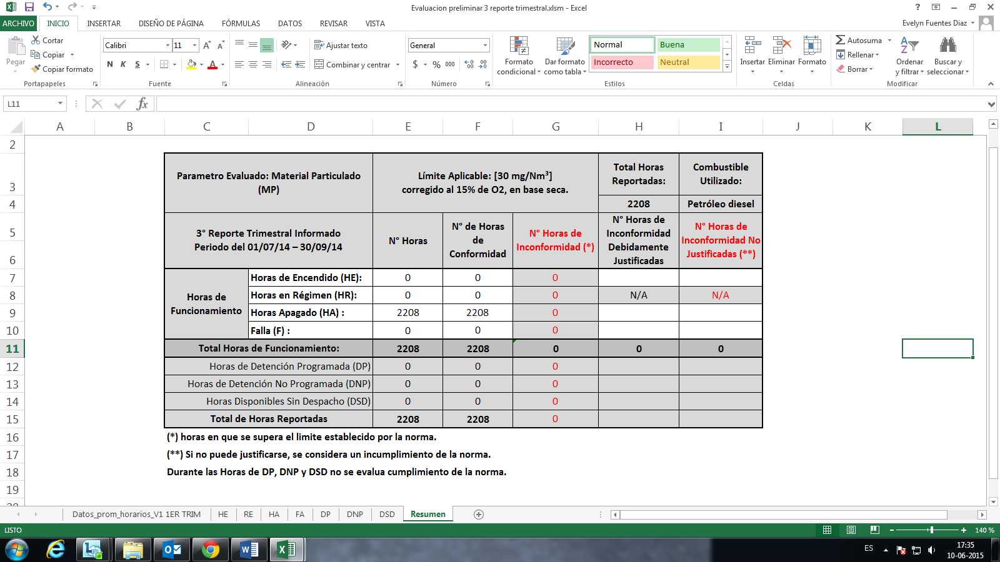 Evaluacion preliminar 3 reporte trimestral.xlsm - Excel
ARCHIVO INICIO INSERTAR DISEÑO DE PÁGINA FÓRMULAS DATOS REVISAR VISTA
Evelyn Fuentes Diaz
Pegar
Cortar
Copiar
Copiar formato
Portapapeles
Calibri 11
N K S
Fuente
Ajustar texto
Combinar y centrar
Alineación
General
$ % 000
Número
Formato condicional
Dar formato como tabla
Normal Buena
Incorrecto Neutral
Estilos
Insertar Eliminar Formato
Celdas
Autosuma
Rellenar
Borrar
Ordenar y filtrar
Buscar y seleccionar
Modificar
L11
fx
A B C D E F G H I J K L
2
3
4
5
6
7
8
9
10
11
12
13
14
15
16
17
18
19
20
Parametro Evaluado: Material Particulado
(MP)
Límite Aplicable: [30 mg/Nm³]
corregido al 15% de O2, en base seca.
Total Horas
Reportadas:
Combustible
Utilizado:
2208 Petróleo diesel
3° Reporte Trimestral Informado
Periodo del 01/07/14 – 30/09/14
N° Horas
N° de Horas
de
Conformidad
N° Horas de
Inconformidad (*)
N° Horas de
Inconformidad
Debidamente
Justificadas
N° Horas de
Inconformidad No
Justificadas (**)
Horas de
Funcionamiento
Horas de Encendido (HE): 0 0 0
Horas en Régimen (HR): 0 0 0 N/A N/A
Horas Apagado (HA) : 2208 2208 0
Falla (F) : 0 0 0
Total Horas de Funcionamiento: 2208 2208 0 0 0
Horas de Detención Programada (DP) 0 0 0
Horas de Detención No Programada (DNP) 0 0 0
Horas Disponibles Sin Despacho (DSD) 0 0 0
Total de Horas Reportadas 2208 2208 0
(*) horas en que se supera el limite establecido por la norma.
(**) Si no puede justificarse, se considera un incumplimiento de la norma.
Durante las Horas de DP, DNP y DSD no se evalua cumplimiento de la norma.
Datos_prom_horarios_V1 1ER TRIM HE RE HA FA DP DNP DSD Resumen
LISTO
140 %
ES
17:35
10-06-2015